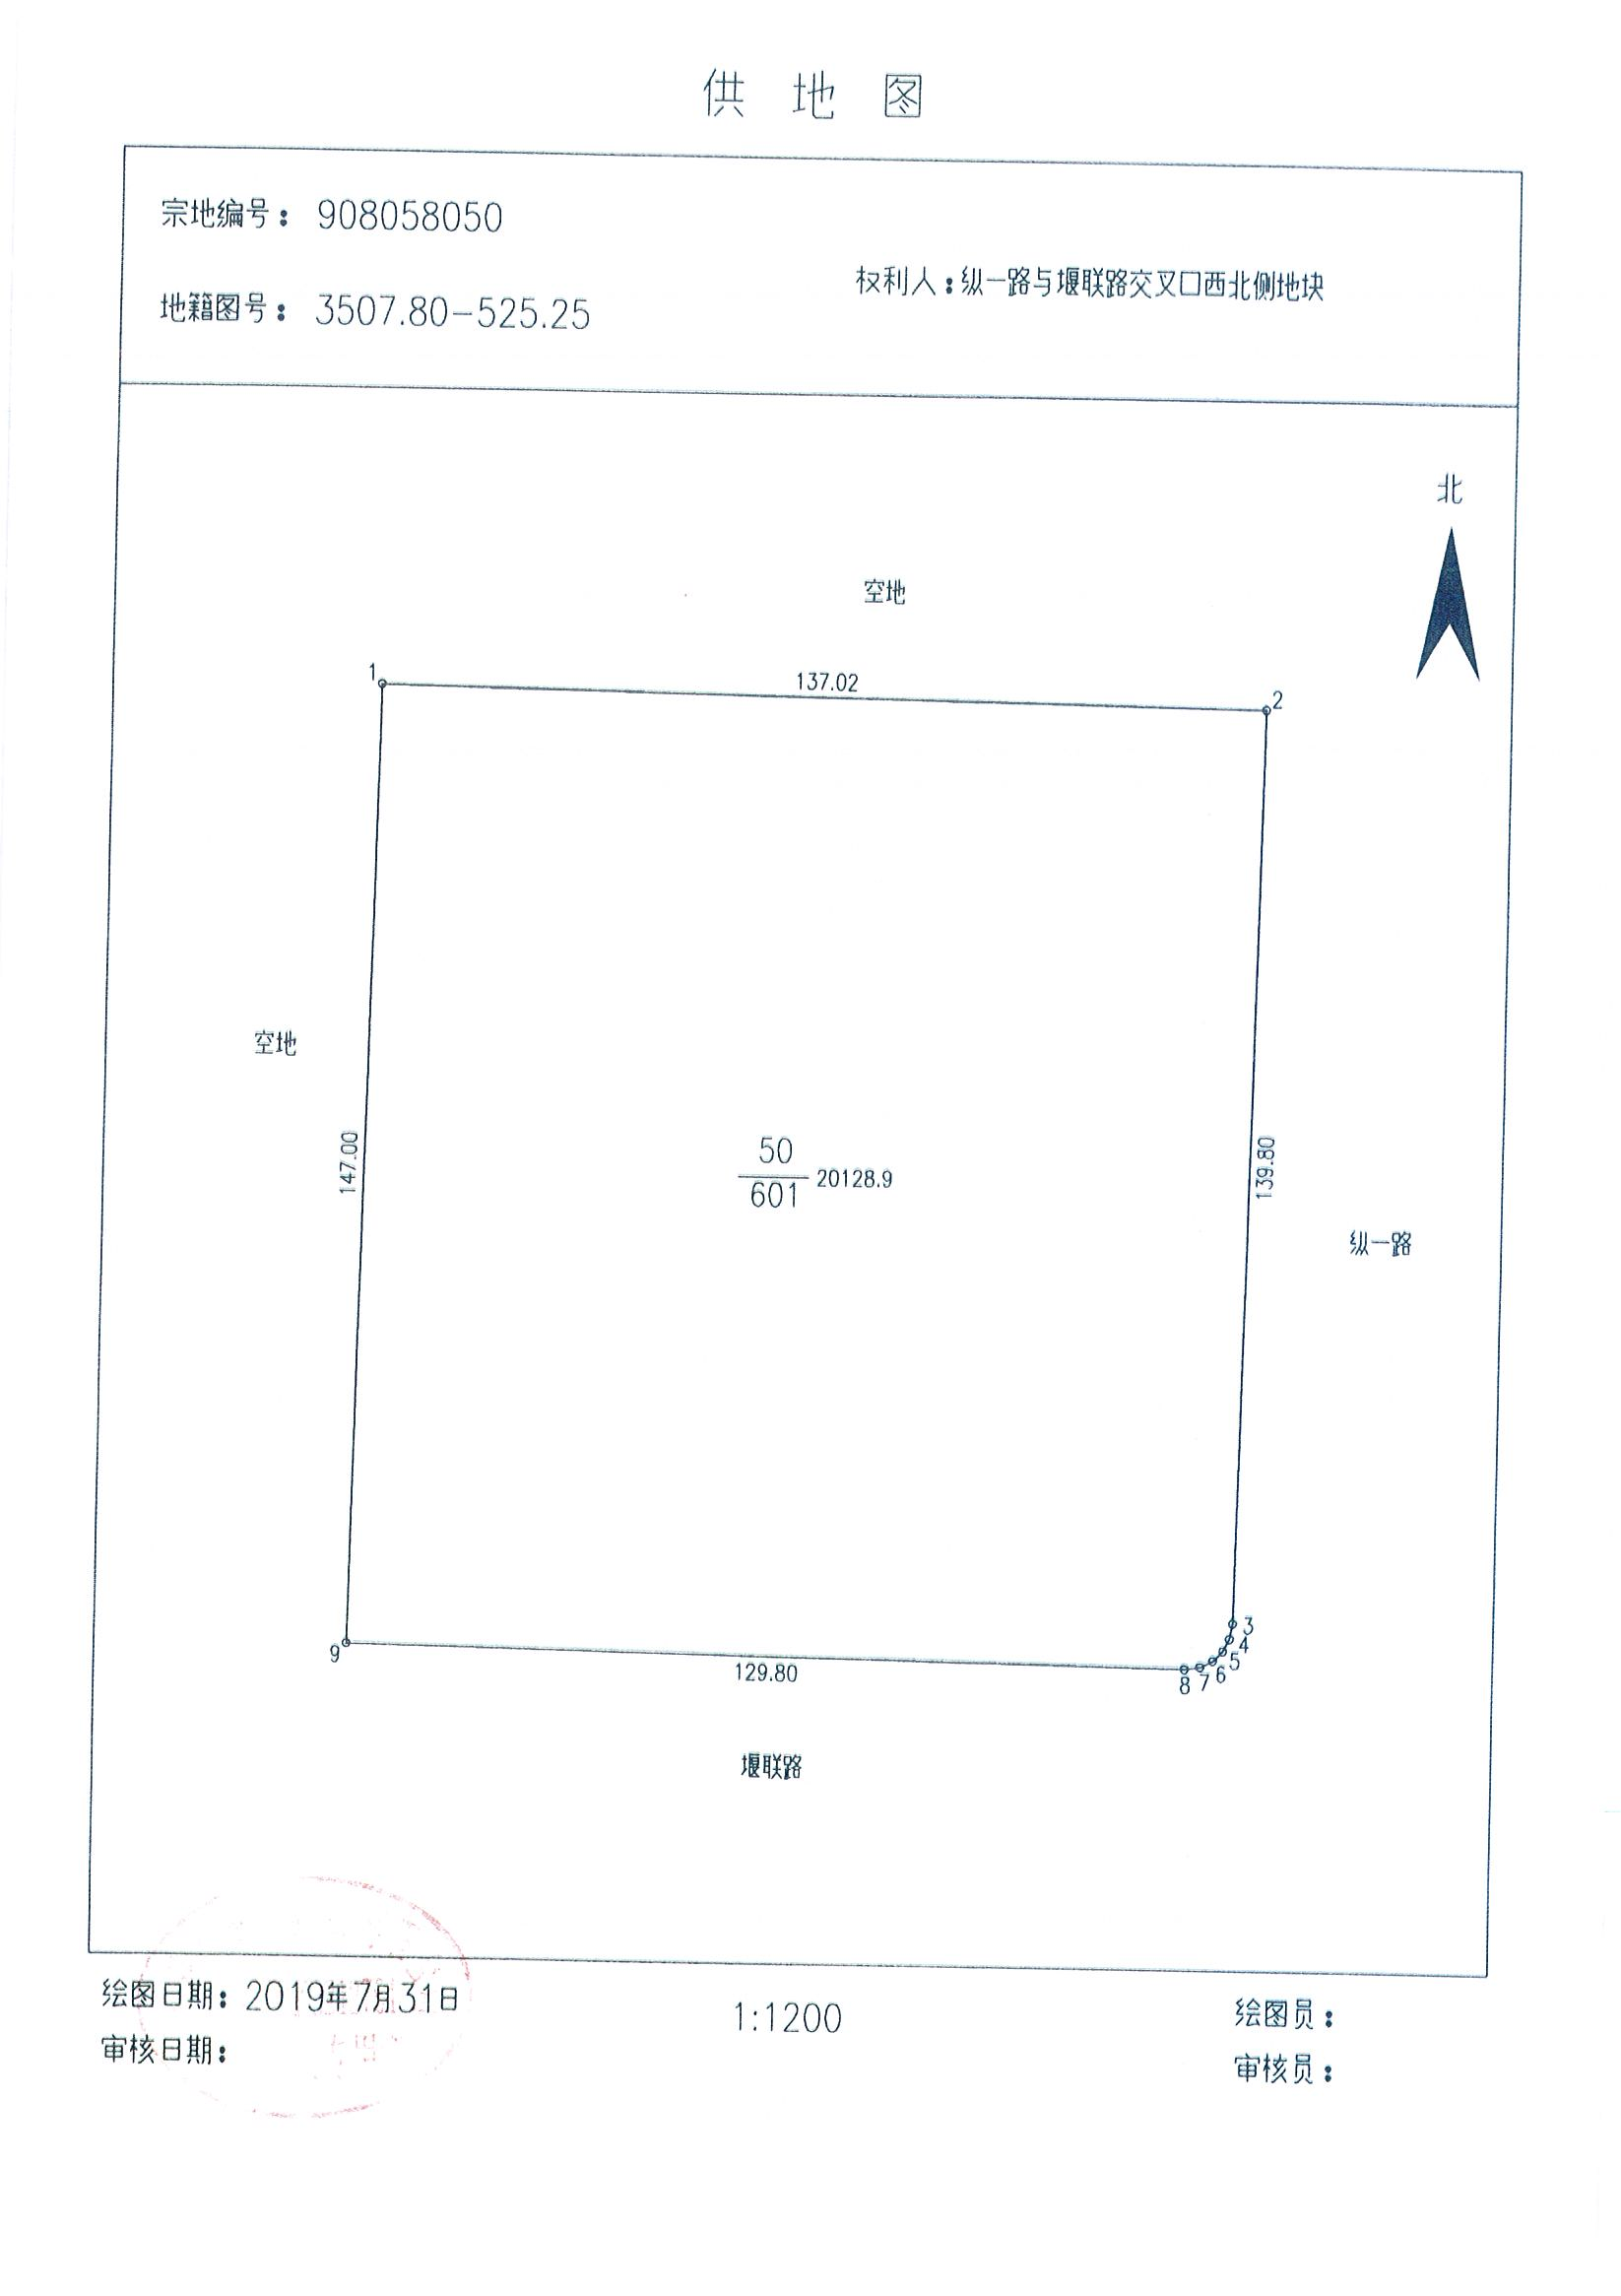 供 地 图
宗地编号：908058050
权利人：纵一路与堰联路交叉口西北侧地块
地籍图号：3507.80-525.25
北
空地
1
137.02
2
空地
147.00
50
601
20128.9
139.80
纵一路
3
4
5
6
7
8
9
129.80
堰联路
绘图日期：2019年7月31日
1:1200
绘图员：
审核日期：
审核员：